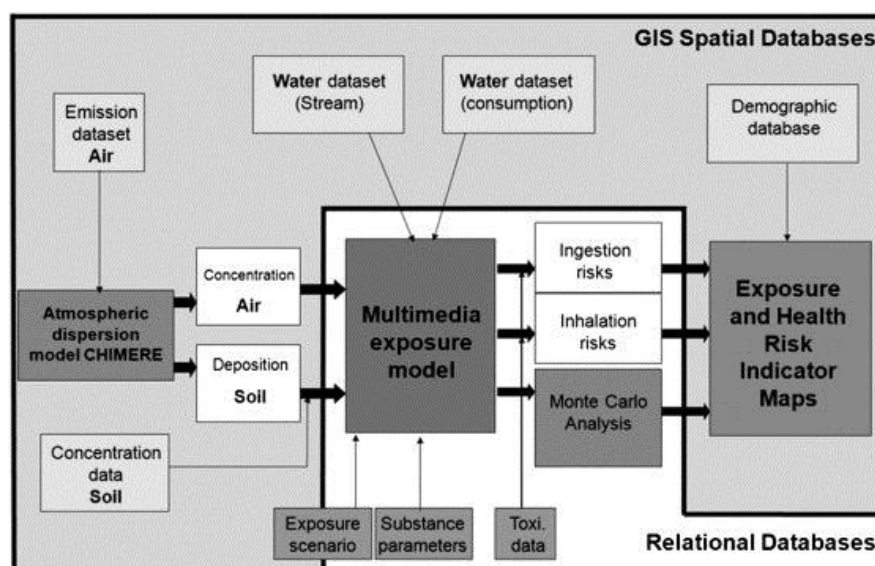 GIS Spatial Databases
Water dataset
(Stream)
Water dataset
(consumption)
Emission
dataset
Air
Demographic
database
Concentration
Air
Atmospheric
dispersion
model CHIMERE
Deposition
Soil
Concentration
data
Soil
Multimedia
exposure
model
Ingestion
risks
Inhalation
risks
Monte Carlo
Analysis
Exposure
and Health
Risk
Indicator
Maps
Exposure
scenario
Substance
parameters
Toxi.
data
Relational Databases